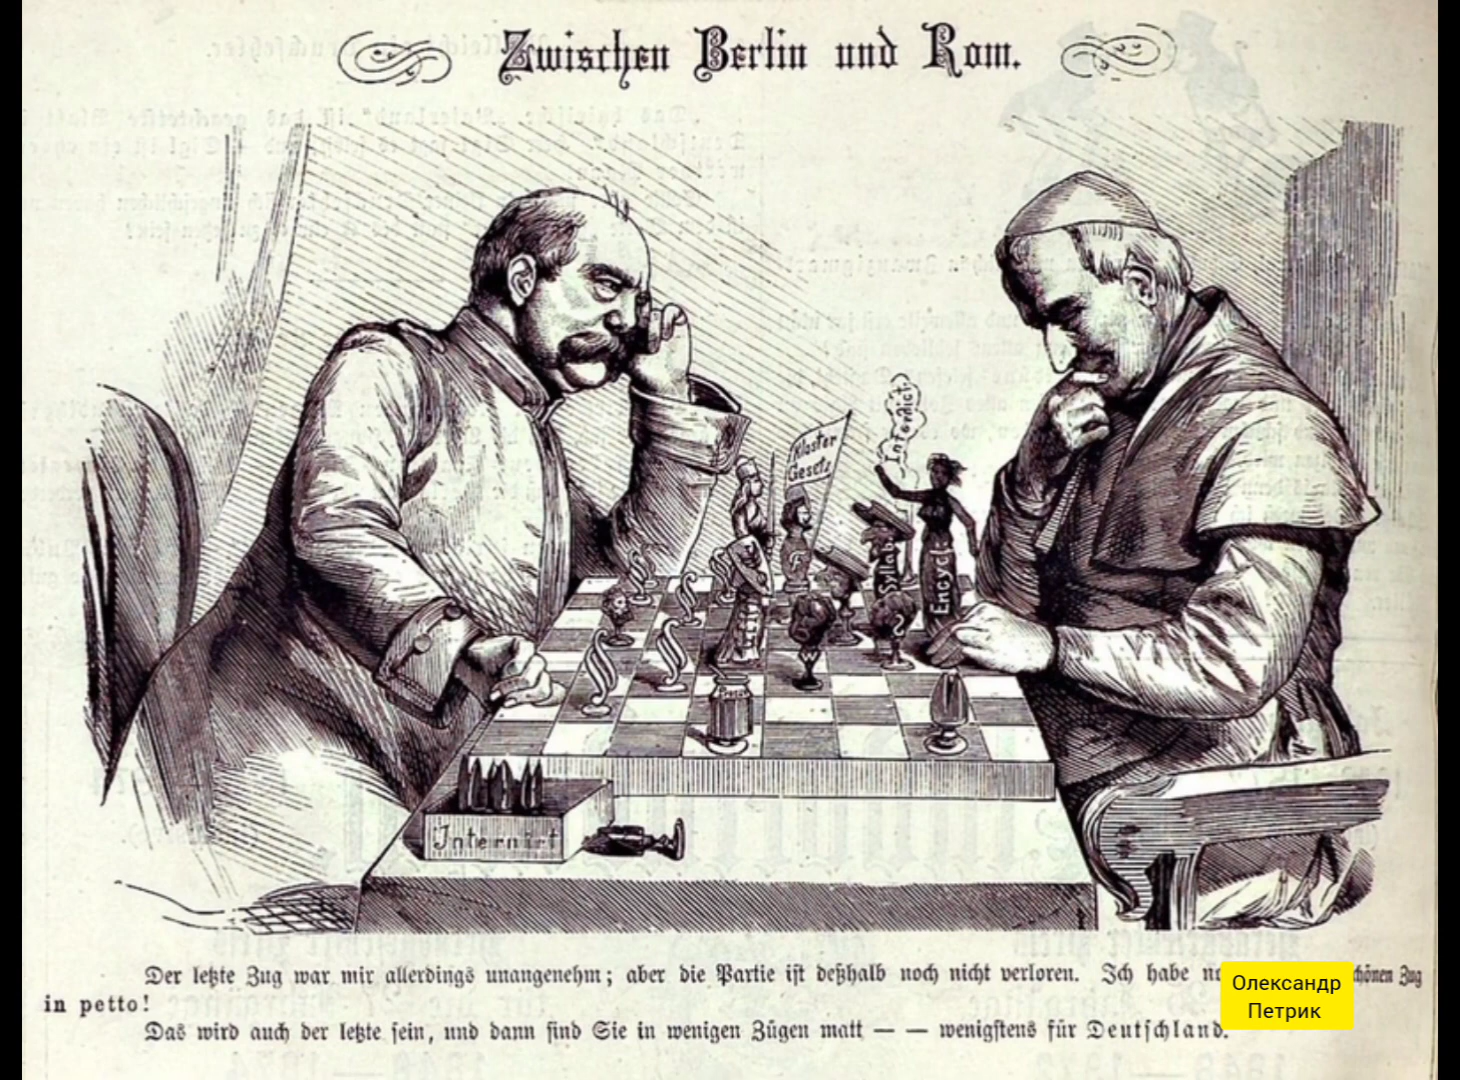 Zwischen Berlin und Rom.
Interdict
Kloster
Gesetz
Syllab
Encycl
Internirt
Der letzte Zug war mir allerdings unangenehm; aber die Partie ist deßhalb noch nicht verloren. Ich habe Zug
in petto!
Das wird auch der letzte sein, und dann sind Sie in wenigen Zügen matt — — wenigstens für Deutschland.
Олександр
Петрик